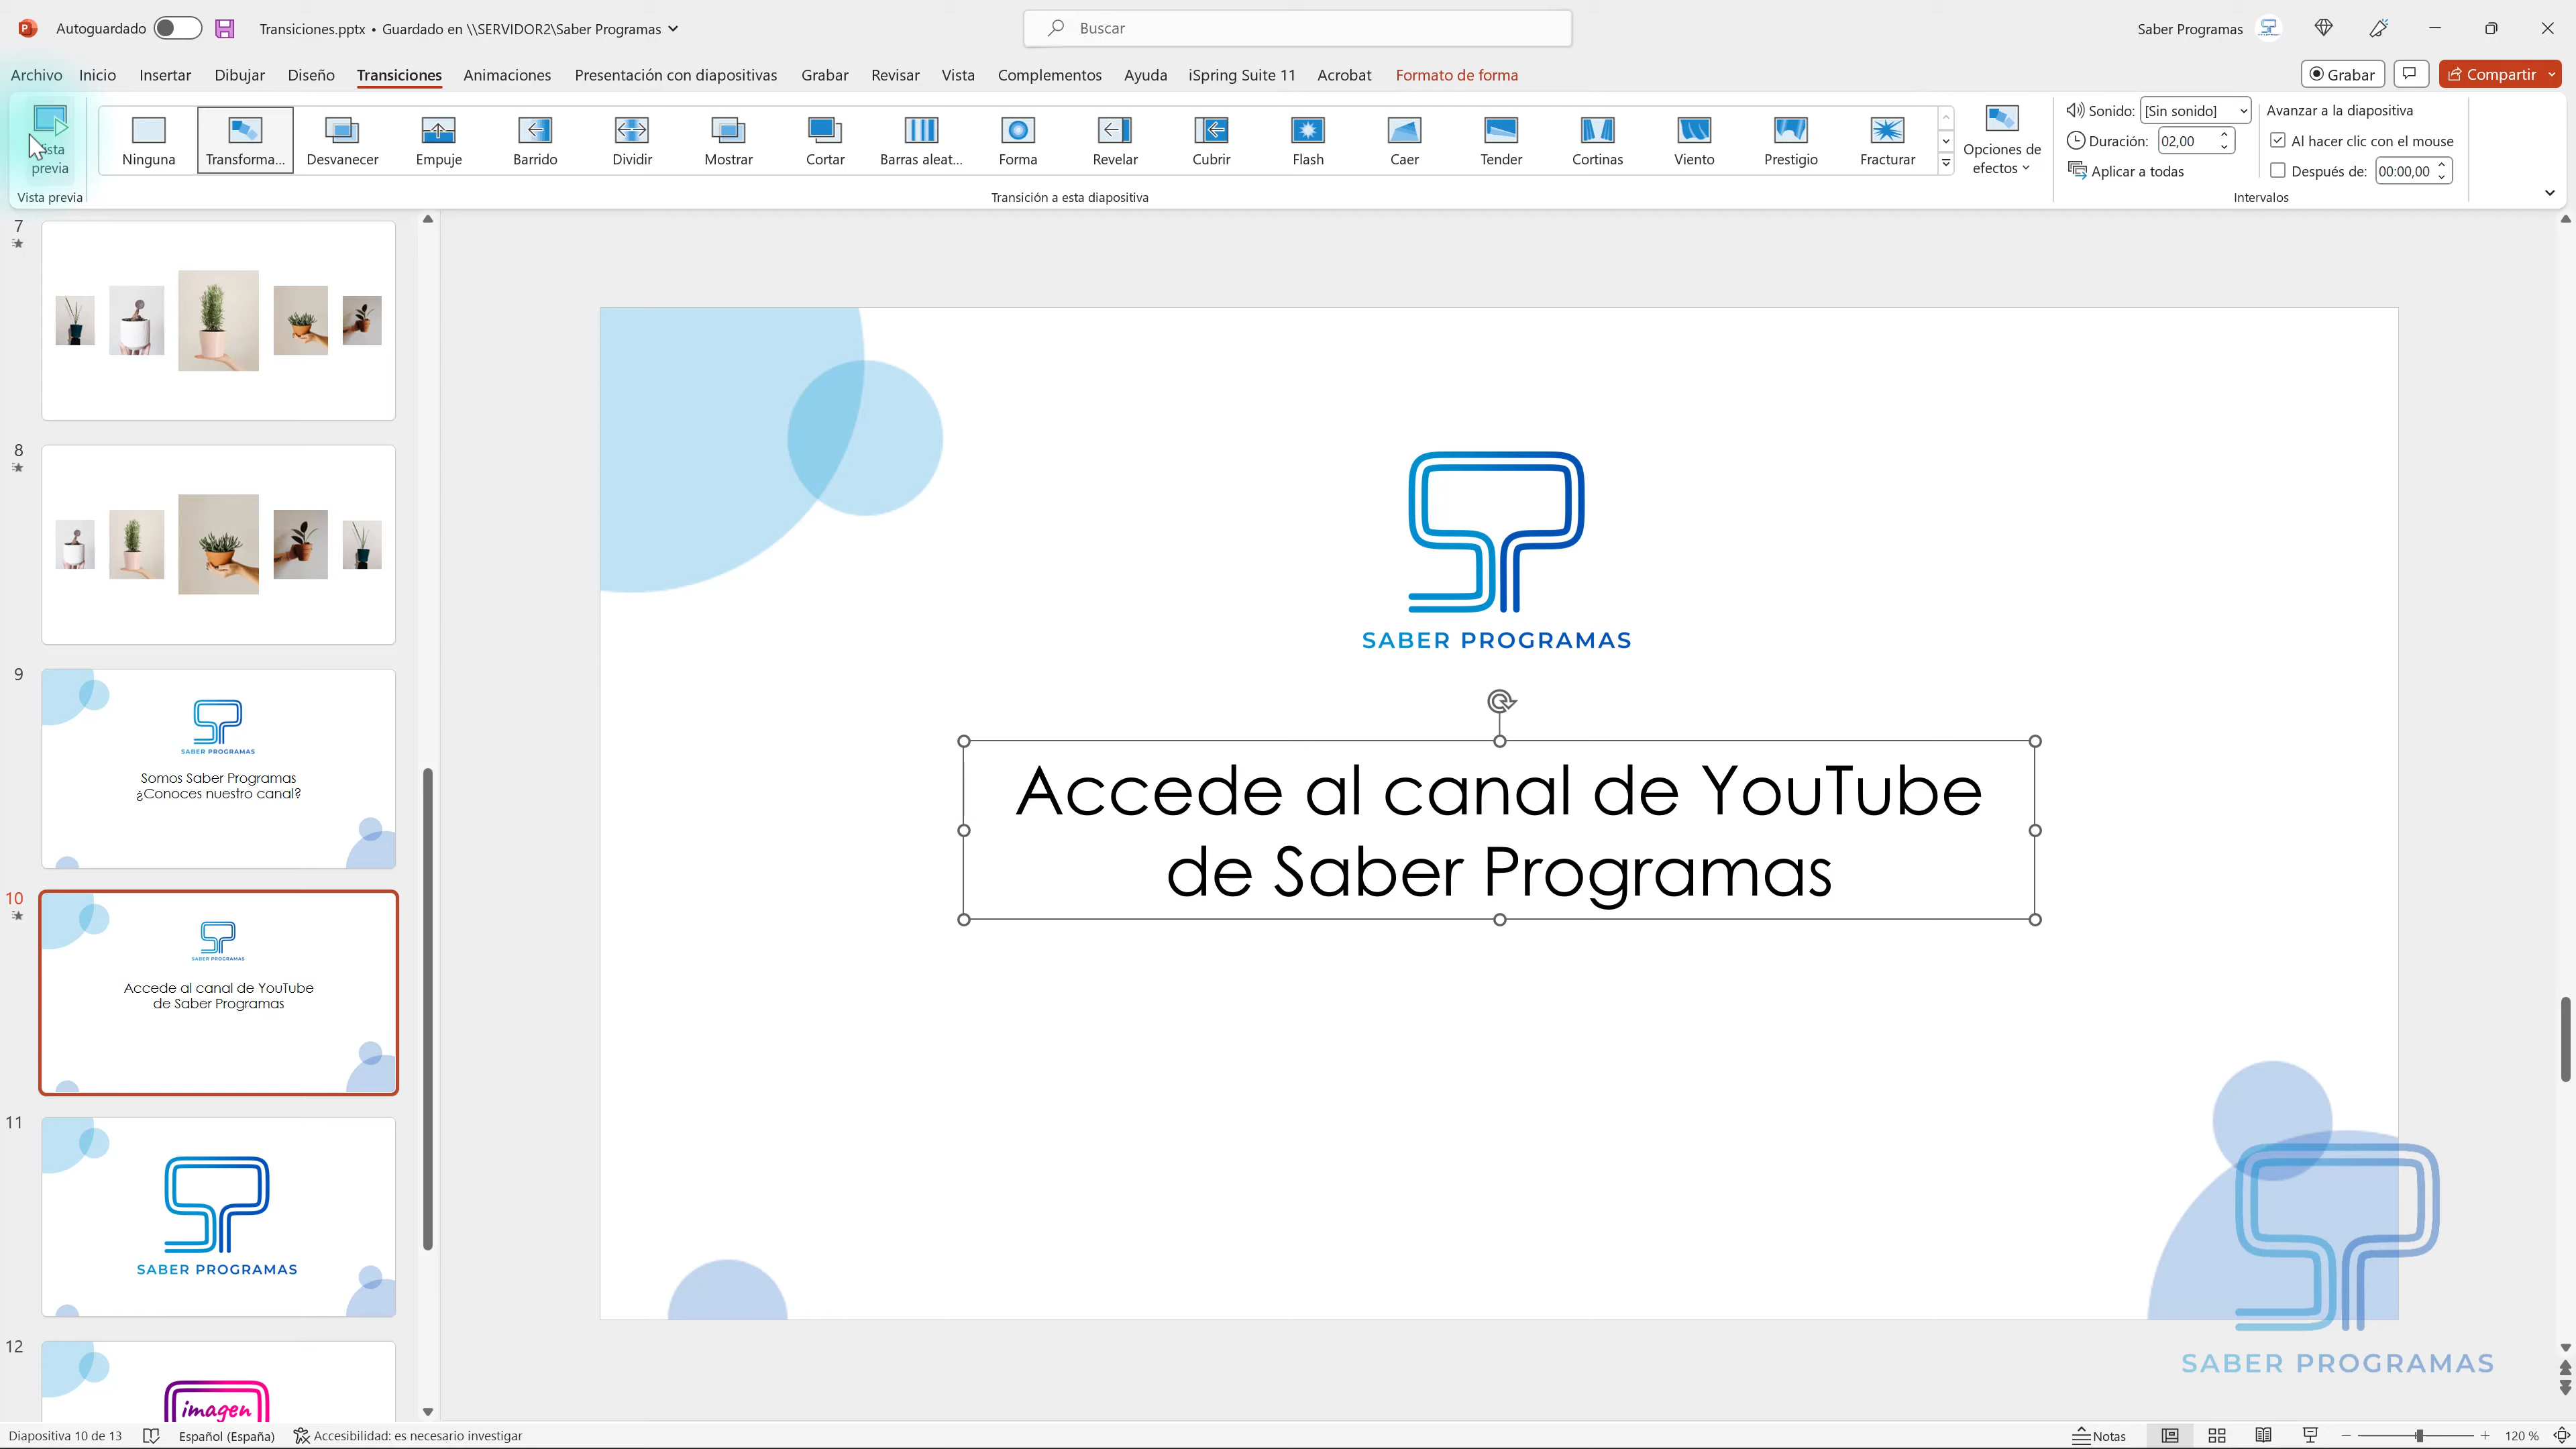 Autoguardado
Transiciones.pptx • Guardado en \\SERVIDOR2\Saber Programas
Buscar
Saber Programas
Archivo Inicio Insertar Dibujar Diseño Transiciones Animaciones Presentación con diapositivas Grabar Revisar Vista Complementos Ayuda iSpring Suite 11 Acrobat Formato de forma
Grabar
Compartir
previa
Vista previa
Ninguna Transforma... Desvanecer Empuje Barrido Dividir Mostrar Cortar Barras aleat... Forma Revelar Cubrir Flash Caer Tender Cortinas Viento Prestigio Fracturar
Transición a esta diapositiva
Opciones de
efectos
Sonido: [Sin sonido]
Duración: 02,00
Aplicar a todas
Avanzar a la diapositiva
Al hacer clic con el mouse
Después de: 00:00,00
Intervalos
7
8
9
SABER PROGRAMAS
Somos Saber Programas
¿Conoces nuestro canal?
10
SABER PROGRAMAS
Accede al canal de YouTube
de Saber Programas
11
SABER PROGRAMAS
12
imagen
SABER PROGRAMAS
Accede al canal de YouTube
de Saber Programas
SABER PROGRAMAS
Diapositiva 10 de 13
Español (España)
Accesibilidad: es necesario investigar
Notas
120 %